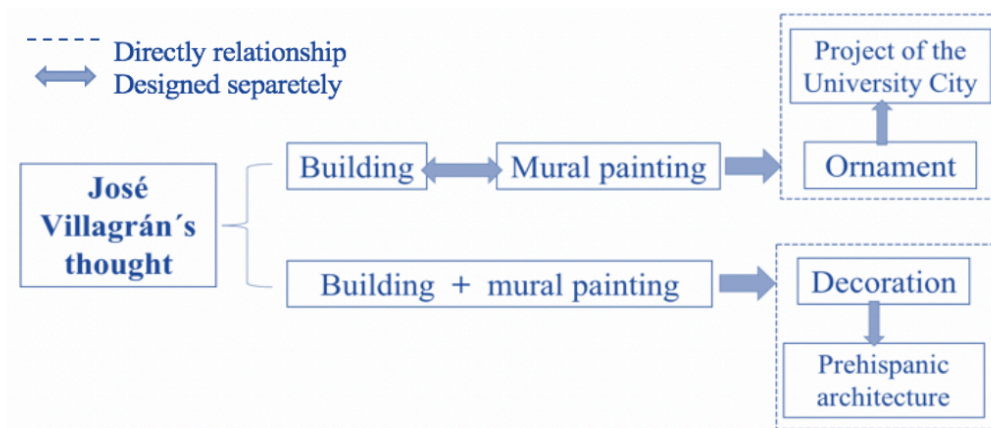 Directly relationship
Designed separetely
José
Villagrán´s
thought
Building
Mural painting
Project of the
University City
Ornament
Building + mural painting
Decoration
Prehispanic
architecture